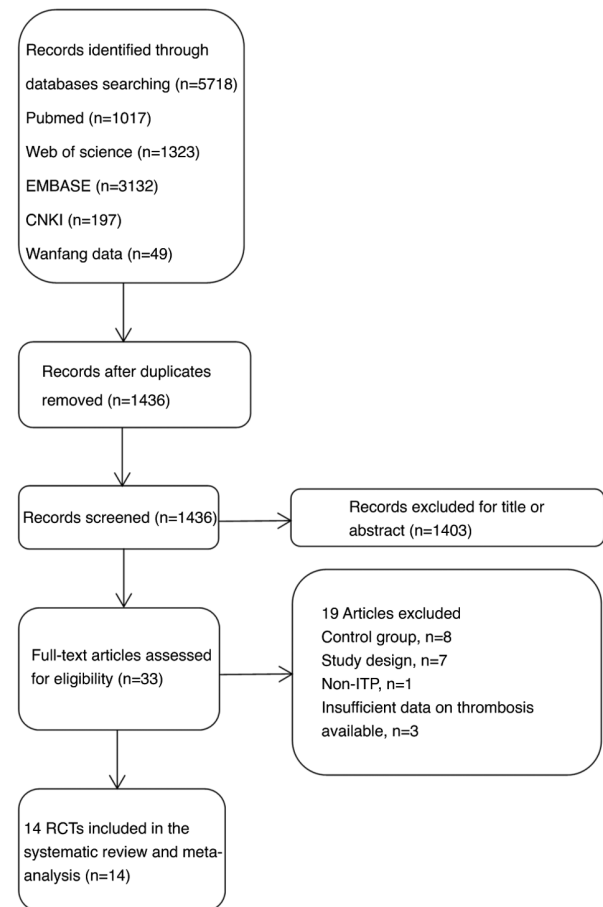 Records identified through
databases searching (n=5718)
Pubmed (n=1017)
Web of science (n=1323)
EMBASE (n=3132)
CNKI (n=197)
Wanfang data (n=49)
Records after duplicates
removed (n=1436)
Records screened (n=1436)
Records excluded for title or
abstract (n=1403)
Full-text articles assessed
for eligibility (n=33)
19 Articles excluded
Control group, n=8
Study design, n=7
Non-ITP, n=1
Insufficient data on thrombosis
available, n=3
14 RCTs included in the
systematic review and meta-
analysis (n=14)